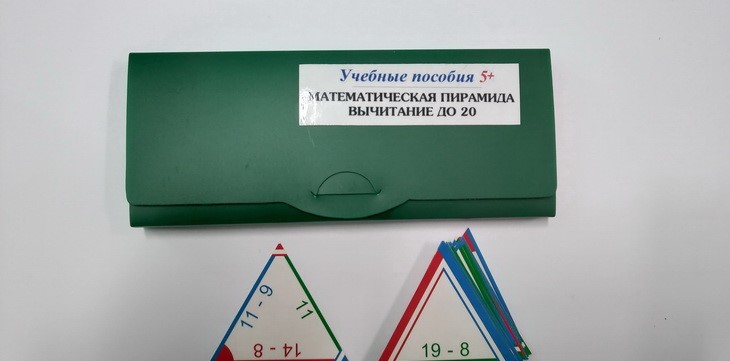 Учебные пособия 5+
МАТЕМАТИЧЕСКАЯ ПИРАМИДА
ВЫЧИТАНИЕ ДО 20
11 - 9
11
14 - 8
19 - 8